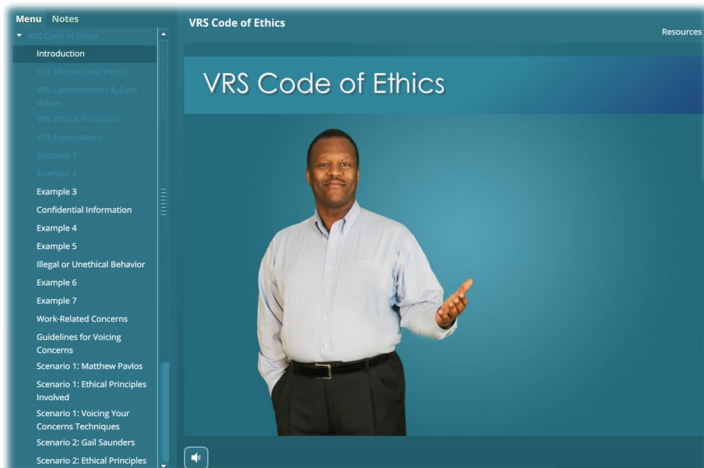 Menu Notes
VRS Code of Ethics
Resources
VRS Code of Ethics
Introduction
Our Mission and Vision
VRS Commitments & Core
Values
VRS Ethical Principles
VRS Expectations
Example 1
Example 2
Example 3
Confidential Information
Example 4
Example 5
Illegal or Unethical Behavior
Example 6
Example 7
Work-Related Concerns
Guidelines for Voicing
Concerns
Scenario 1: Matthew Pavlos
Scenario 1: Ethical Principles
Involved
Scenario 1: Voicing Your
Concerns Techniques
Scenario 2: Gail Saunders
Scenario 2: Ethical Principles
VRS Code of Ethics